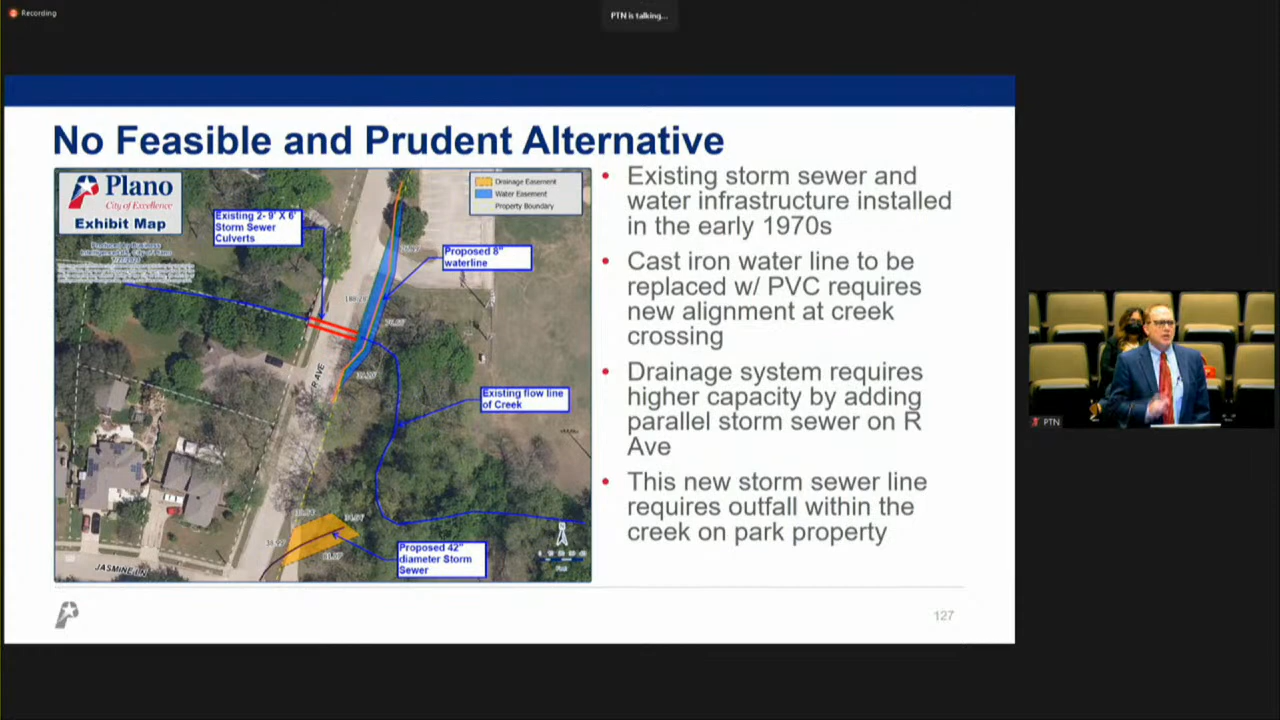 Recording
PTN is talking...
No Feasible and Prudent Alternative
Plano
City of Excellence
Exhibit Map
Drainage Easement
Water Easement
Property Boundary
Existing 2- 9' X 6'
Storm Sewer
Culverts
Proposed 8"
waterline
R AVE
Existing flow line
of Creek
Proposed 42"
diameter Storm
Sewer
JASMINE LN
N
• Existing storm sewer and
water infrastructure installed
in the early 1970s
• Cast iron water line to be
replaced w/ PVC requires
new alignment at creek
crossing
• Drainage system requires
higher capacity by adding
parallel storm sewer on R
Ave
• This new storm sewer line
requires outfall within the
creek on park property
127
PTN